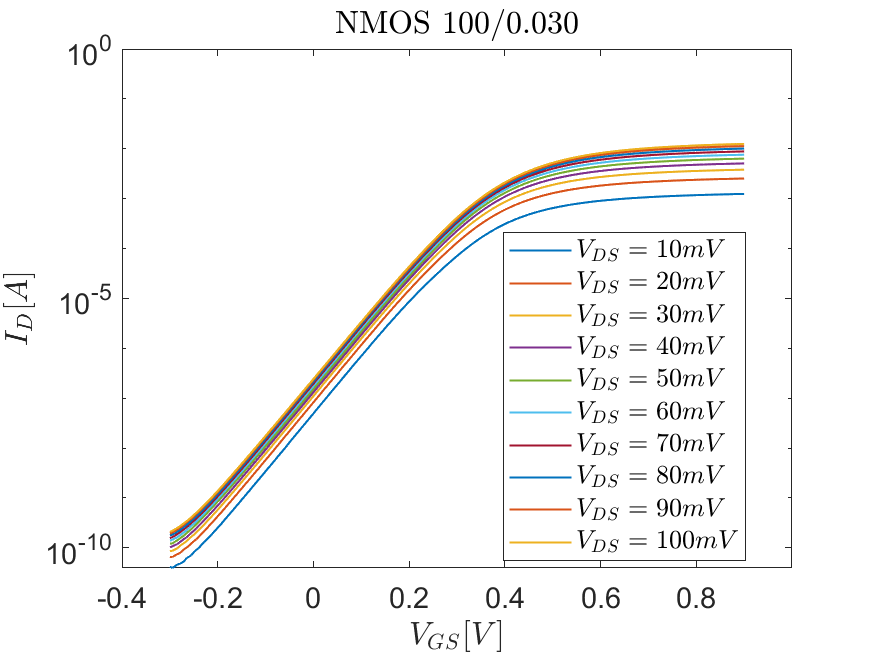 NMOS 100/0.030
10^0
10^-5
10^-10
I_D[A]
V_DS = 10mV
V_DS = 20mV
V_DS = 30mV
V_DS = 40mV
V_DS = 50mV
V_DS = 60mV
V_DS = 70mV
V_DS = 80mV
V_DS = 90mV
V_DS = 100mV
-0.4 -0.2 0 0.2 0.4 0.6 0.8
V_GS[V]